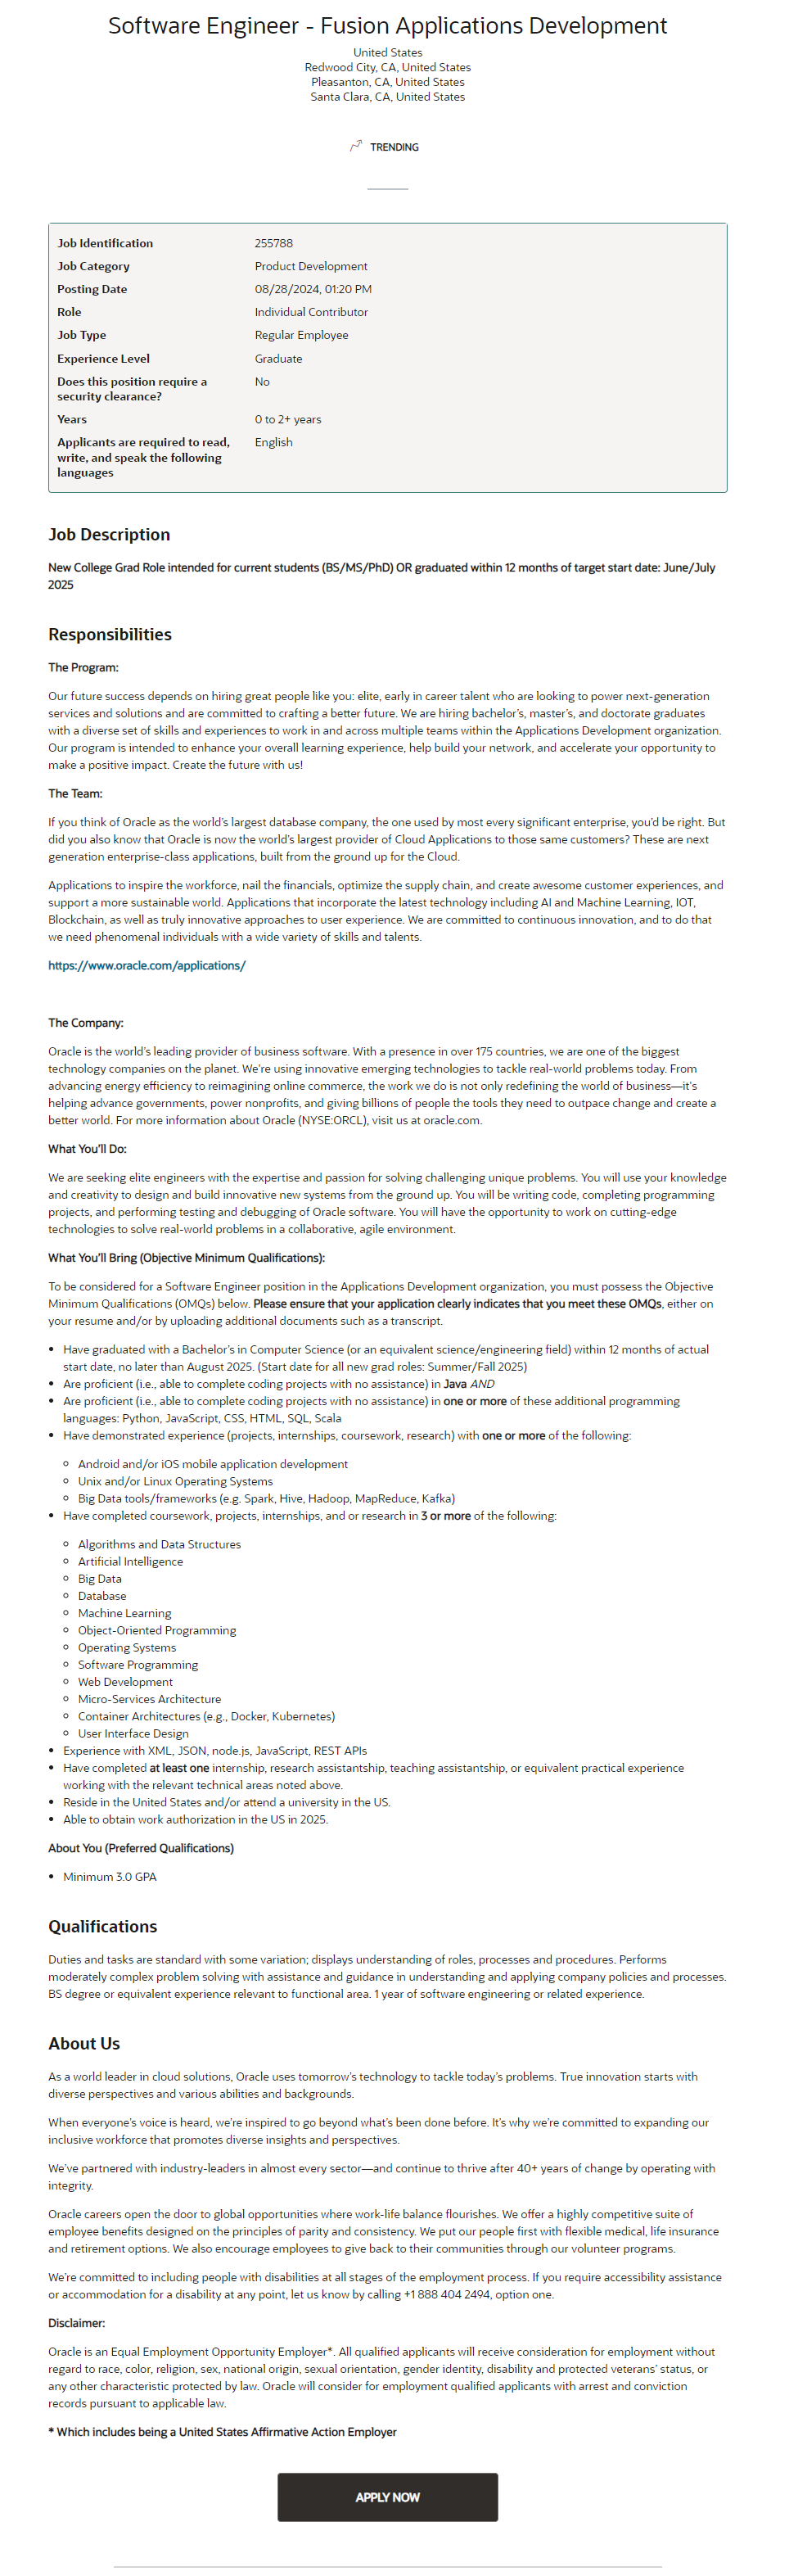 Software Engineer - Fusion Applications Development
United States
Redwood City, CA, United States
Pleasanton, CA, United States
Santa Clara, CA, United States
TRENDING
Job Identification 255788
Job Category Product Development
Posting Date 08/28/2024, 01:20 PM
Role Individual Contributor
Job Type Regular Employee
Experience Level Graduate
Does this position require a No
security clearance?
Years 0 to 2+ years
Applicants are required to read, English
write, and speak the following
languages
Job Description
New College Grad Role intended for current students (BS/MS/PhD) OR graduated within 12 months of target start date: June/July
2025
Responsibilities
The Program:
Our future success depends on hiring great people like you: elite, early in career talent who are looking to power next-generation
services and solutions and are committed to crafting a better future. We are hiring bachelor's, master's, and doctorate graduates
with a diverse set of skills and experiences to work in and across multiple teams within the Applications Development organization.
Our program is intended to enhance your overall learning experience, help build your network, and accelerate your opportunity to
make a positive impact. Create the future with us!
The Team:
If you think of Oracle as the world's largest database company, the one used by most every significant enterprise, you'd be right. But
did you also know that Oracle is now the world's largest provider of Cloud Applications to those same customers? These are next
generation enterprise-class applications, built from the ground up for the Cloud.
Applications to inspire the workforce, nail the financials, optimize the supply chain, and create awesome customer experiences, and
support a more sustainable world. Applications that incorporate the latest technology including AI and Machine Learning, IOT,
Blockchain, as well as truly innovative approaches to user experience. We are committed to continuous innovation, and to do that
we need phenomenal individuals with a wide variety of skills and talents.
https://www.oracle.com/applications/
The Company:
Oracle is the world's leading provider of business software. With a presence in over 175 countries, we are one of the biggest
technology companies on the planet. We're using innovative emerging technologies to tackle real-world problems today. From
advancing energy efficiency to reimagining online commerce, the work we do is not only redefining the world of business—it's
helping advance governments, power nonprofits, and giving billions of people the tools they need to outpace change and create a
better world. For more information about Oracle (NYSE:ORCL), visit us at oracle.com.
What You'll Do:
We are seeking elite engineers with the expertise and passion for solving challenging unique problems. You will use your knowledge
and creativity to design and build innovative new systems from the ground up. You will be writing code, completing programming
projects, and performing testing and debugging of Oracle software. You will have the opportunity to work on cutting-edge
technologies to solve real-world problems in a collaborative, agile environment.
What You'll Bring (Objective Minimum Qualifications):
To be considered for a Software Engineer position in the Applications Development organization, you must possess the Objective
Minimum Qualifications (OMQs) below. Please ensure that your application clearly indicates that you meet these OMQs, either on
your resume and/or by uploading additional documents such as a transcript.
• Have graduated with a Bachelor's in Computer Science (or an equivalent science/engineering field) within 12 months of actual
start date, no later than August 2025. (Start date for all new grad roles: Summer/Fall 2025)
• Are proficient (i.e., able to complete coding projects with no assistance) in Java AND
• Are proficient (i.e., able to complete coding projects with no assistance) in one or more of these additional programming
languages: Python, JavaScript, CSS, HTML, SQL, Scala
• Have demonstrated experience (projects, internships, coursework, research) with one or more of the following:
◦ Android and/or iOS mobile application development
◦ Unix and/or Linux Operating Systems
◦ Big Data tools/frameworks (e.g. Spark, Hive, Hadoop, MapReduce, Kafka)
• Have completed coursework, projects, internships, and or research in 3 or more of the following:
◦ Algorithms and Data Structures
◦ Artificial Intelligence
◦ Big Data
◦ Database
◦ Machine Learning
◦ Object-Oriented Programming
◦ Operating Systems
◦ Software Programming
◦ Web Development
◦ Micro-Services Architecture
◦ Container Architectures (e.g., Docker, Kubernetes)
◦ User Interface Design
• Experience with XML, JSON, node.js, JavaScript, REST APIs
• Have completed at least one internship, research assistantship, teaching assistantship, or equivalent practical experience
working with the relevant technical areas noted above.
• Reside in the United States and/or attend a university in the US.
• Able to obtain work authorization in the US in 2025.
About You (Preferred Qualifications)
• Minimum 3.0 GPA
Qualifications
Duties and tasks are standard with some variation; displays understanding of roles, processes and procedures. Performs
moderately complex problem solving with assistance and guidance in understanding and applying company policies and processes.
BS degree or equivalent experience relevant to functional area. 1 year of software engineering or related experience.
About Us
As a world leader in cloud solutions, Oracle uses tomorrow's technology to tackle today's problems. True innovation starts with
diverse perspectives and various abilities and backgrounds.
When everyone's voice is heard, we're inspired to go beyond what's been done before. It's why we're committed to expanding our
inclusive workforce that promotes diverse insights and perspectives.
We've partnered with industry-leaders in almost every sector—and continue to thrive after 40+ years of change by operating with
integrity.
Oracle careers open the door to global opportunities where work-life balance flourishes. We offer a highly competitive suite of
employee benefits designed on the principles of parity and consistency. We put our people first with flexible medical, life insurance
and retirement options. We also encourage employees to give back to their communities through our volunteer programs.
We're committed to including people with disabilities at all stages of the employment process. If you require accessibility assistance
or accommodation for a disability at any point, let us know by calling +1 888 404 2494, option one.
Disclaimer:
Oracle is an Equal Employment Opportunity Employer*. All qualified applicants will receive consideration for employment without
regard to race, color, religion, sex, national origin, sexual orientation, gender identity, disability and protected veterans' status, or
any other characteristic protected by law. Oracle will consider for employment qualified applicants with arrest and conviction
records pursuant to applicable law.
* Which includes being a United States Affirmative Action Employer
APPLY NOW